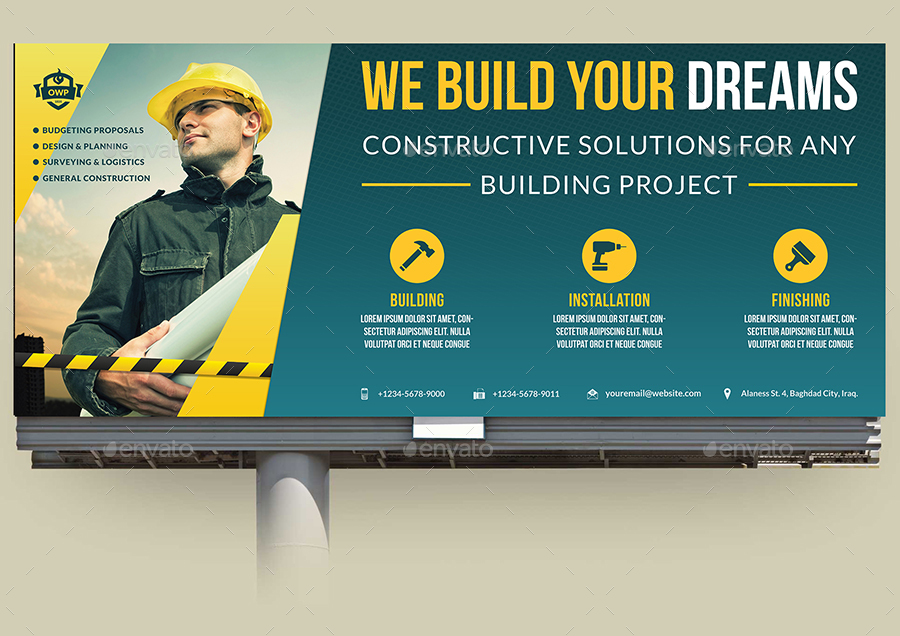 OWP
BUDGETING PROPOSALS
DESIGN & PLANNING
SURVEYING & LOGISTICS
GENERAL CONSTRUCTION
WE BUILD YOUR DREAMS
CONSTRUCTIVE SOLUTIONS FOR ANY
BUILDING PROJECT
BUILDING
LOREM IPSUM DOLOR SIT AMET, CON-
SECTETUR ADIPISCING ELIT. NULLA
VOLUTPAT ORCI ET NEQUE CONGUE
INSTALLATION
LOREM IPSUM DOLOR SIT AMET, CON-
SECTETUR ADIPISCING ELIT. NULLA
VOLUTPAT ORCI ET NEQUE CONGUE
FINISHING
LOREM IPSUM DOLOR SIT AMET, CON-
SECTETUR ADIPISCING ELIT. NULLA
VOLUTPAT ORCI ET NEQUE CONGUE
+1234-5678-9000
+1234-5678-9011
youremail@website.com
Alaness St. 4, Baghdad City, Iraq.
envato
envato
envato
envato
envato
envato